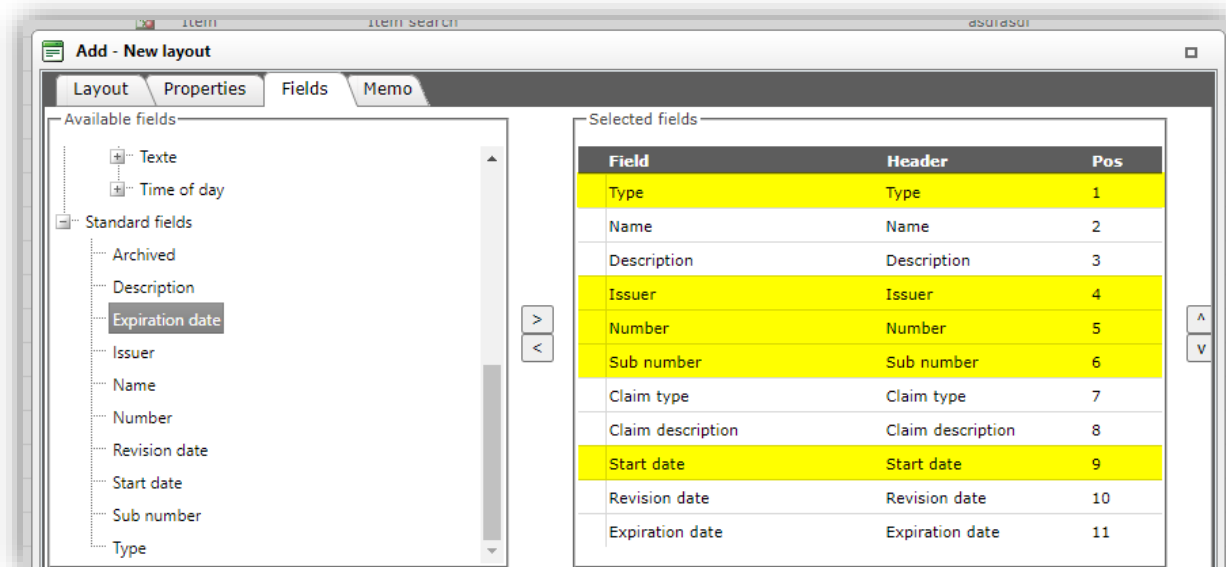 Item Item search asdfasdf
Add - New layout
Layout Properties Fields Memo
Available fields
Texte
Time of day
Standard fields
Archived
Description
Expiration date
Issuer
Name
Number
Revision date
Start date
Sub number
Type
>
<
Selected fields
Field Header Pos
Type Type 1
Name Name 2
Description Description 3
Issuer Issuer 4
Number Number 5
Sub number Sub number 6
Claim type Claim type 7
Claim description Claim description 8
Start date Start date 9
Revision date Revision date 10
Expiration date Expiration date 11
^
v